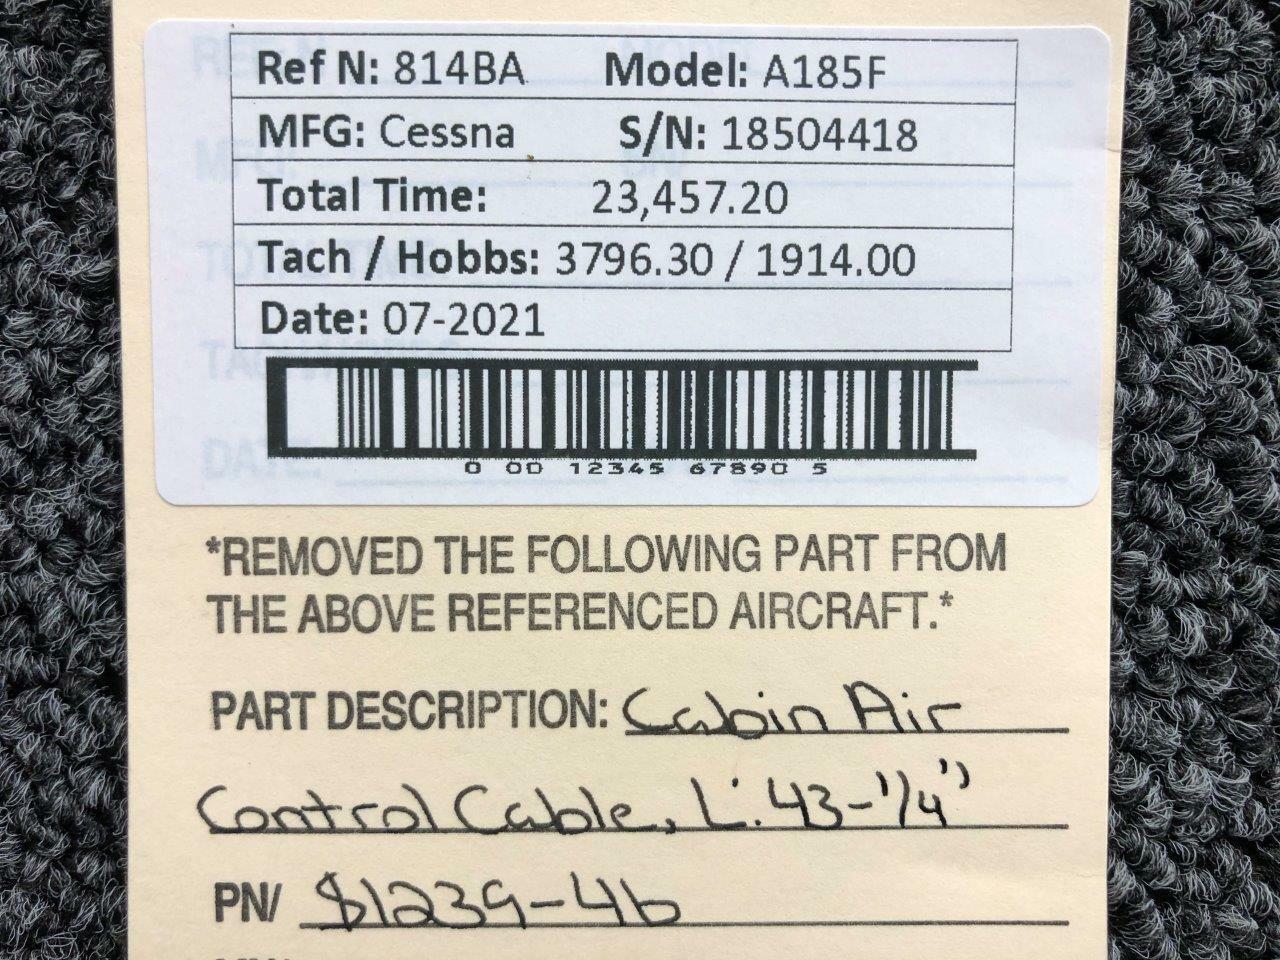 Ref N: 814BA Model: A185F
MFG: Cessna S/N: 18504418
Total Time: 23,457.20
Tach / Hobbs: 3796.30 / 1914.00
Date: 07-2021
0 00 12345 67890 5
*REMOVED THE FOLLOWING PART FROM
THE ABOVE REFERENCED AIRCRAFT.*
PART DESCRIPTION: Cabin Air
Control Cable, L: 43-1/4"
PN/ S1239-46